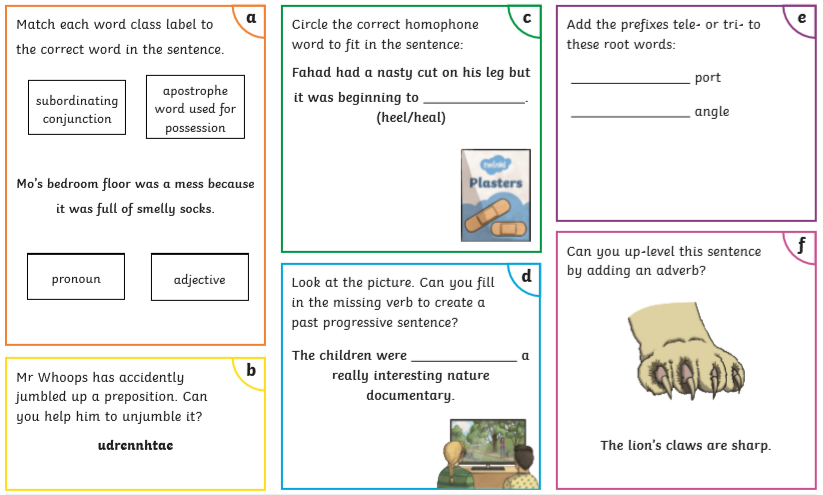 a
Match each word class label to
the correct word in the sentence.
subordinating
conjunction
apostrophe
word used for
possession
Mo's bedroom floor was a mess because
it was full of smelly socks.
pronoun
adjective
b
Mr Whoops has accidently
jumbled up a preposition. Can
you help him to unjumble it?
udrennhtae
c
Circle the correct homophone
word to fit in the sentence:
Fahad had a nasty cut on his leg but
it was beginning to ____________.
(heel/heal)
twinkl
Plasters
d
Look at the picture. Can you fill
in the missing verb to create a
past progressive sentence?
The children were ____________ a
really interesting nature
documentary.
e
Add the prefixes tele- or tri- to
these root words:
______________ port
______________ angle
f
Can you up-level this sentence
by adding an adverb?
The lion's claws are sharp.